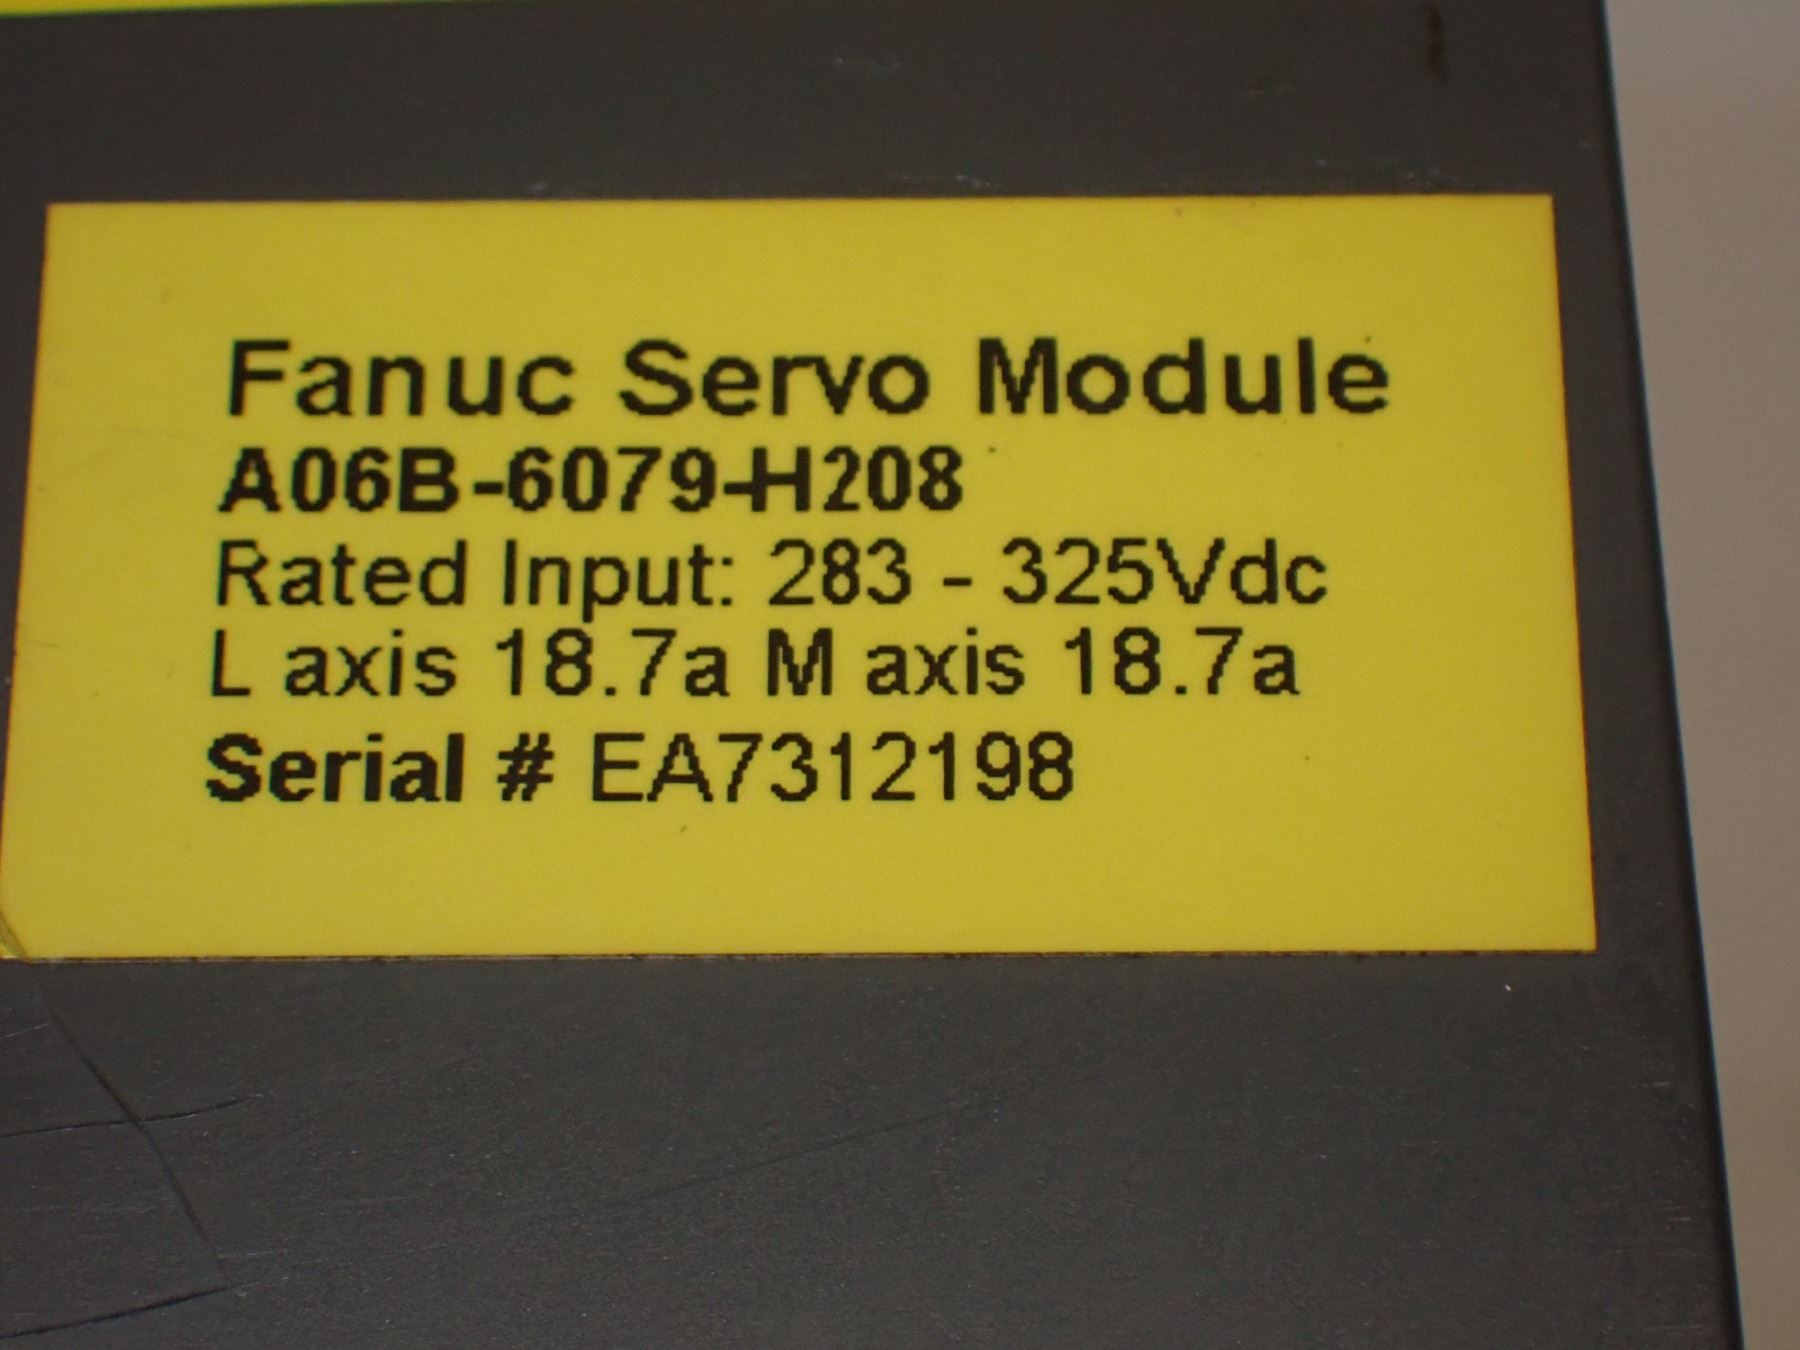 Fanuc Servo Module
A06B-6079-H208
Rated Input: 283 - 325Vdc
L axis 18.7a M axis 18.7a
Serial # EA7312198